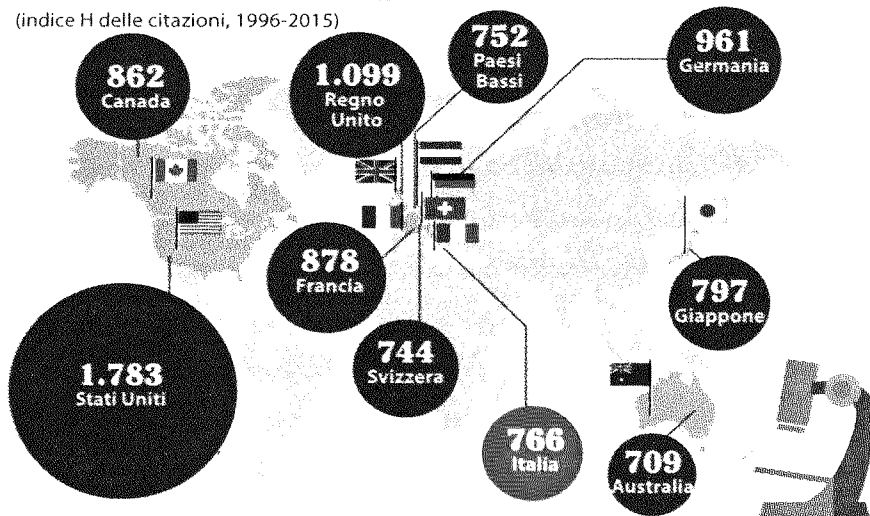 (indice H delle citazioni, 1996-2015)
862
Canada
1.099
Regno
Unito
752
Paesi
Bassi
961
Germania
878
Francia
797
Giappone
1.783
Stati Uniti
744
Svizzera
766
Italia
709
Australia